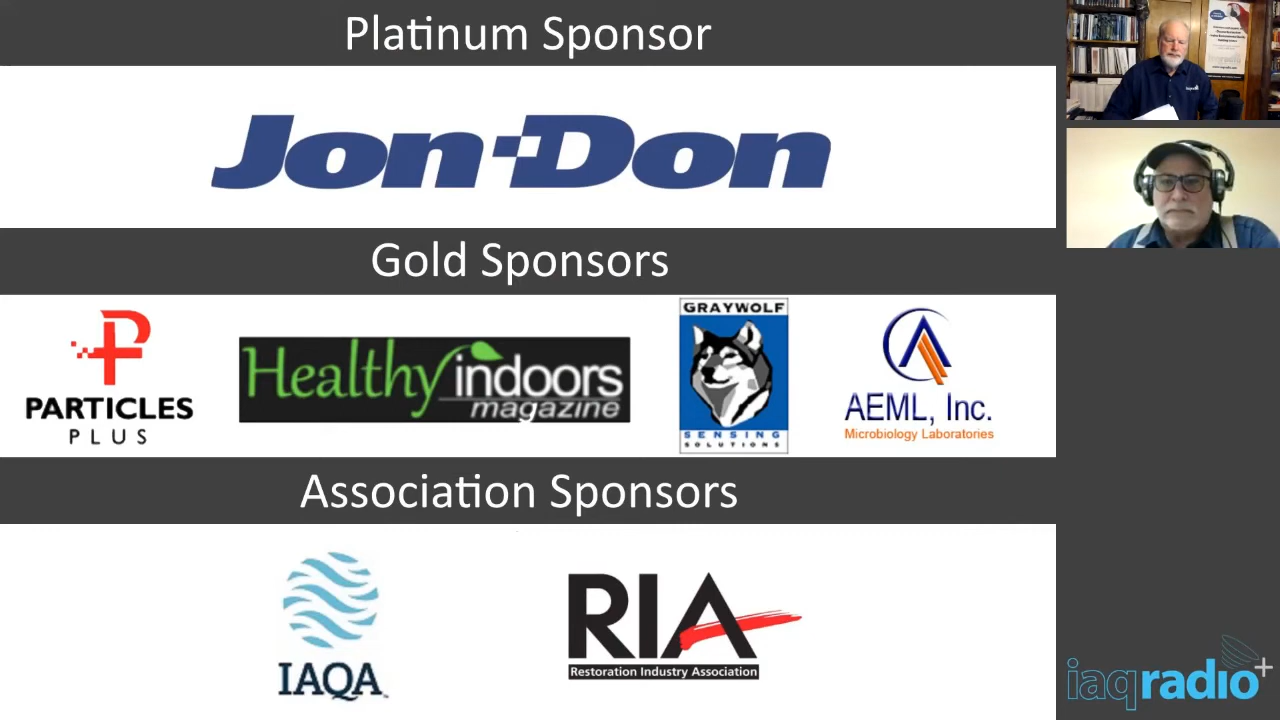 Platinum Sponsor
Jon-Don
Gold Sponsors
PARTICLES
PLUS
Healthy indoors
magazine
GRAYWOLF
SENSING
SOLUTIONS
AEML, Inc.
Microbiology Laboratories
Association Sponsors
IAQA
RIA
Restoration Industry Association
iaqradio+